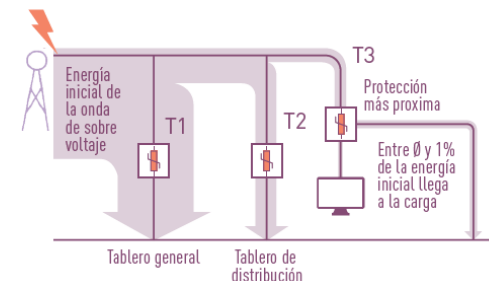 Energía
inicial de
la onda
de sobre
voltaje
T1
T2
T3
Protección
más proxima
Entre Ø y 1%
de la energía
inicial llega
a la carga
Tablero general
Tablero de
distribución